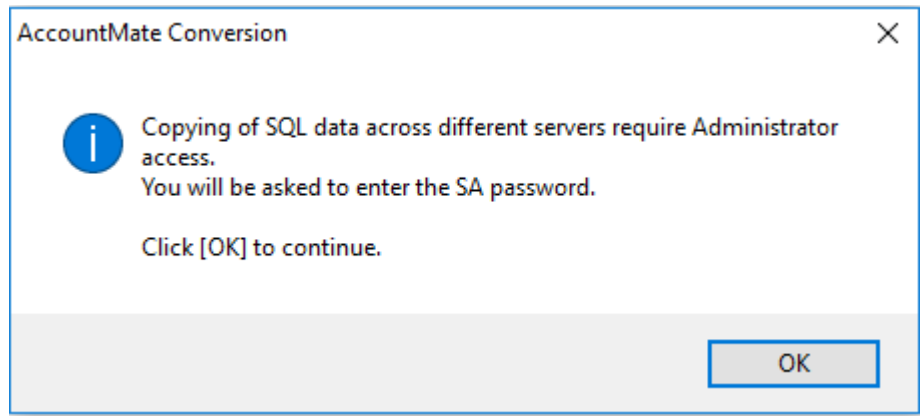 AccountMate Conversion
Copying of SQL data across different servers require Administrator
access.
You will be asked to enter the SA password.
Click [OK] to continue.
OK